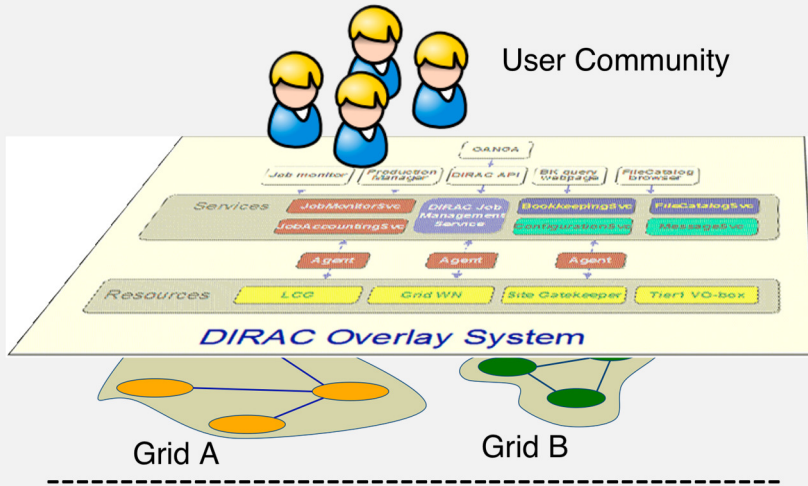 User Community
GANGA
Job monitor
Production
Manager
DIRAC API
BK query
webpage
FileCatalog
browser
Services
JobMonitorSvc
DIRAC Job
Management
Service
BookkeepingSvc
FileCatalogSvc
JobAccountingSvc
ConfigurationSvc
MessageSvc
Agent
Agent
Agent
Resources
LCG
Grid WN
Site Gatekeeper
Tier1 VO-box
DIRAC Overlay System
Grid A
Grid B